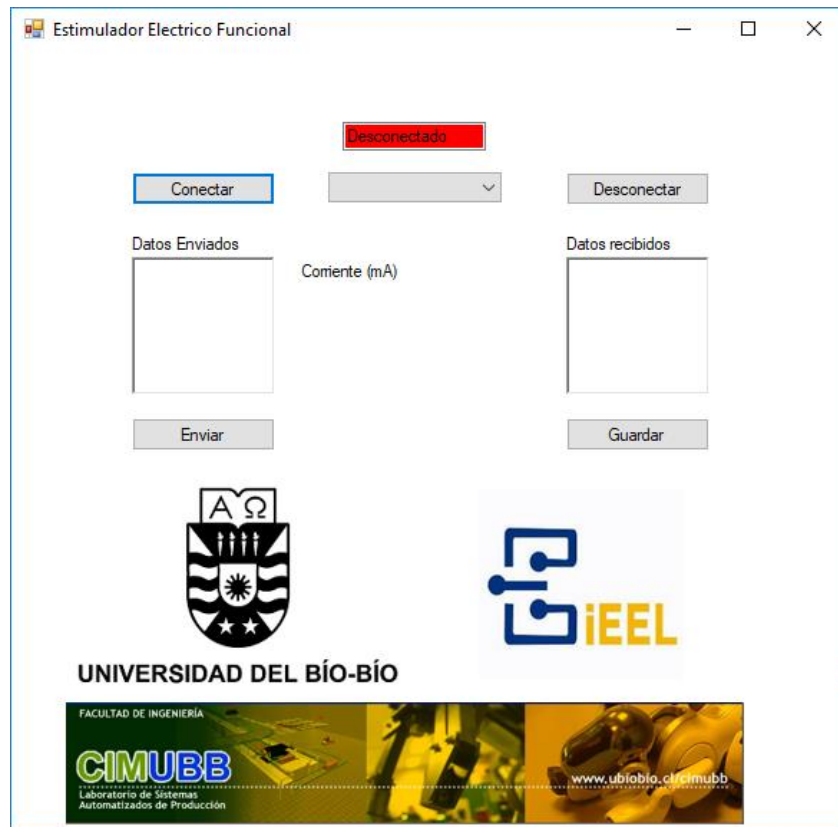 Estimulador Electrico Funcional
Desconectado
Conectar
Desconectar
Datos Enviados
Datos recibidos
Corriente (mA)
Enviar
Guardar
Α Ω
UNIVERSIDAD DEL BÍO-BÍO
iEEL
FACULTAD DE INGENIERÍA
CIMUBB
Laboratorio de Sistemas
Automatizados de Producción
www.ubiobio.cl/cimubb